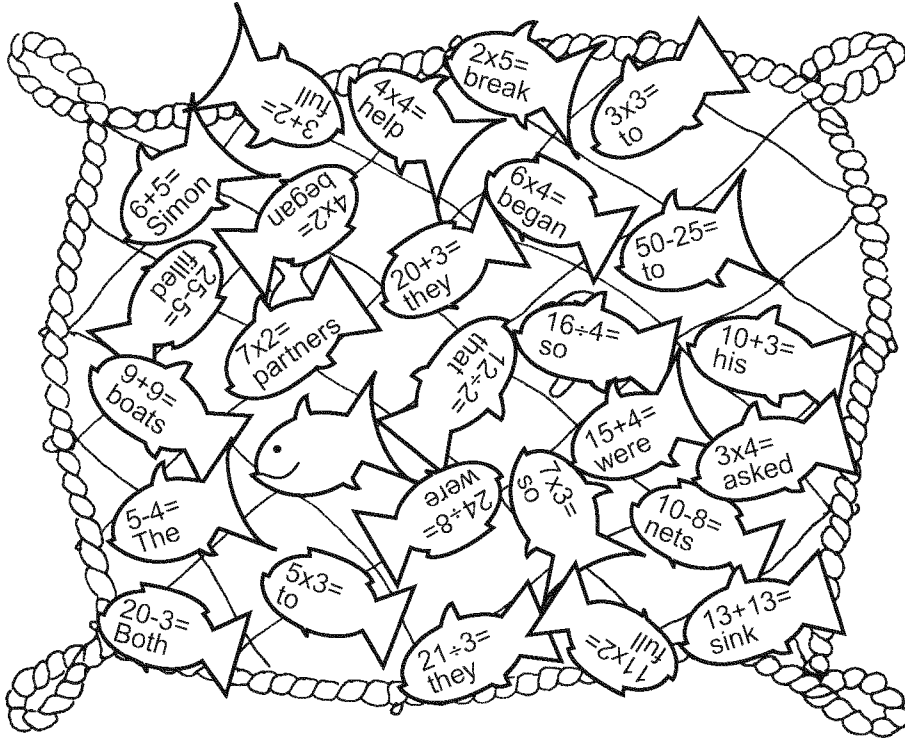 3+2=
full
4x4=
help
2x5=
break
3x3=
to
6+5=
Simon
4x2=
began
6x4=
began
50-25=
to
25-5=
filled
20+3=
they
7x2=
partners
16÷4=
so
10+3=
his
12÷2=
that
9+9=
boats
15+4=
were
3x4=
asked
5-4=
The
24÷8=
were
7x3=
so
10-8=
nets
20-3=
Both
5x3=
to
21÷3=
they
11x2=
full
13+13=
sink